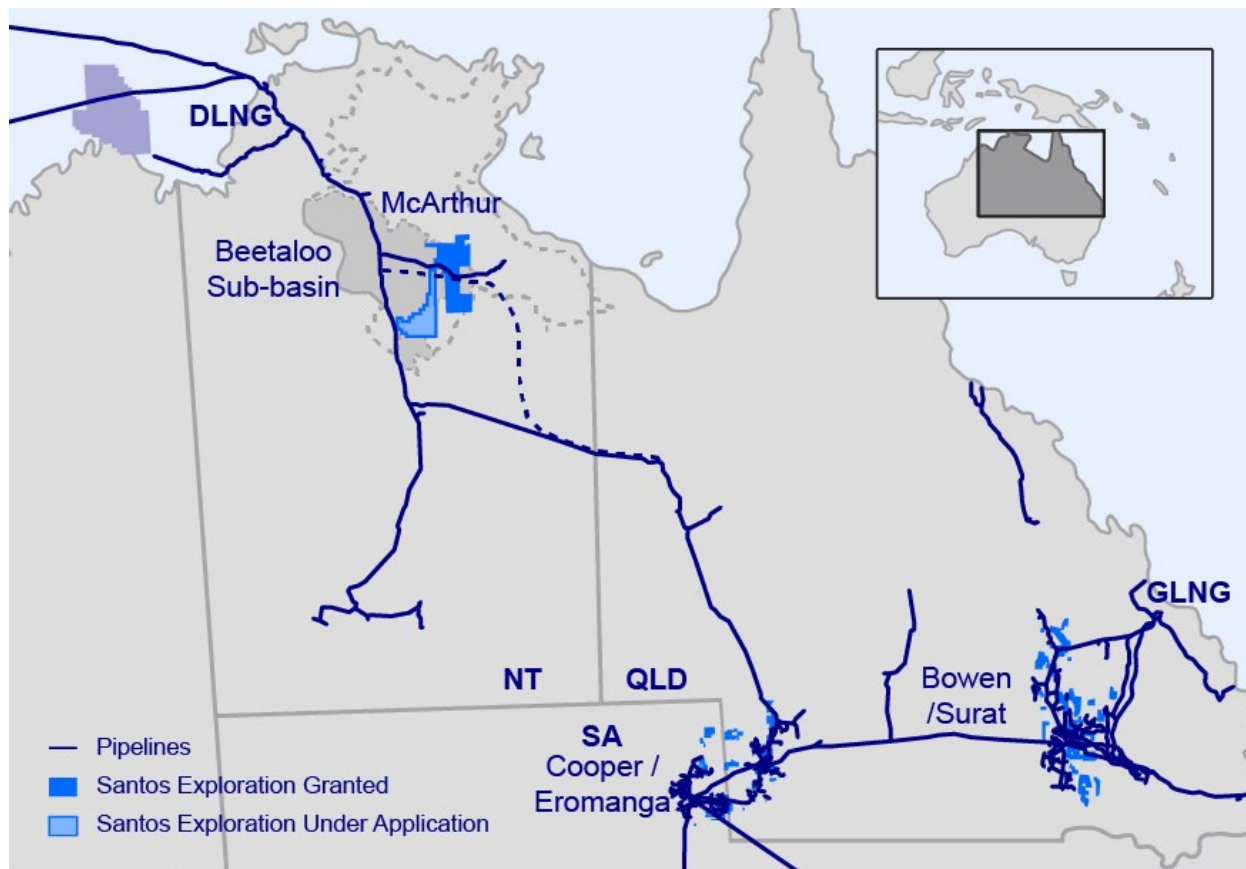 DLNG
McArthur
Beetaloo
Sub-basin
GLNG
NT
QLD
Bowen
/Surat
SA
Cooper /
Eromanga
Pipelines
Santos Exploration Granted
Santos Exploration Under Application